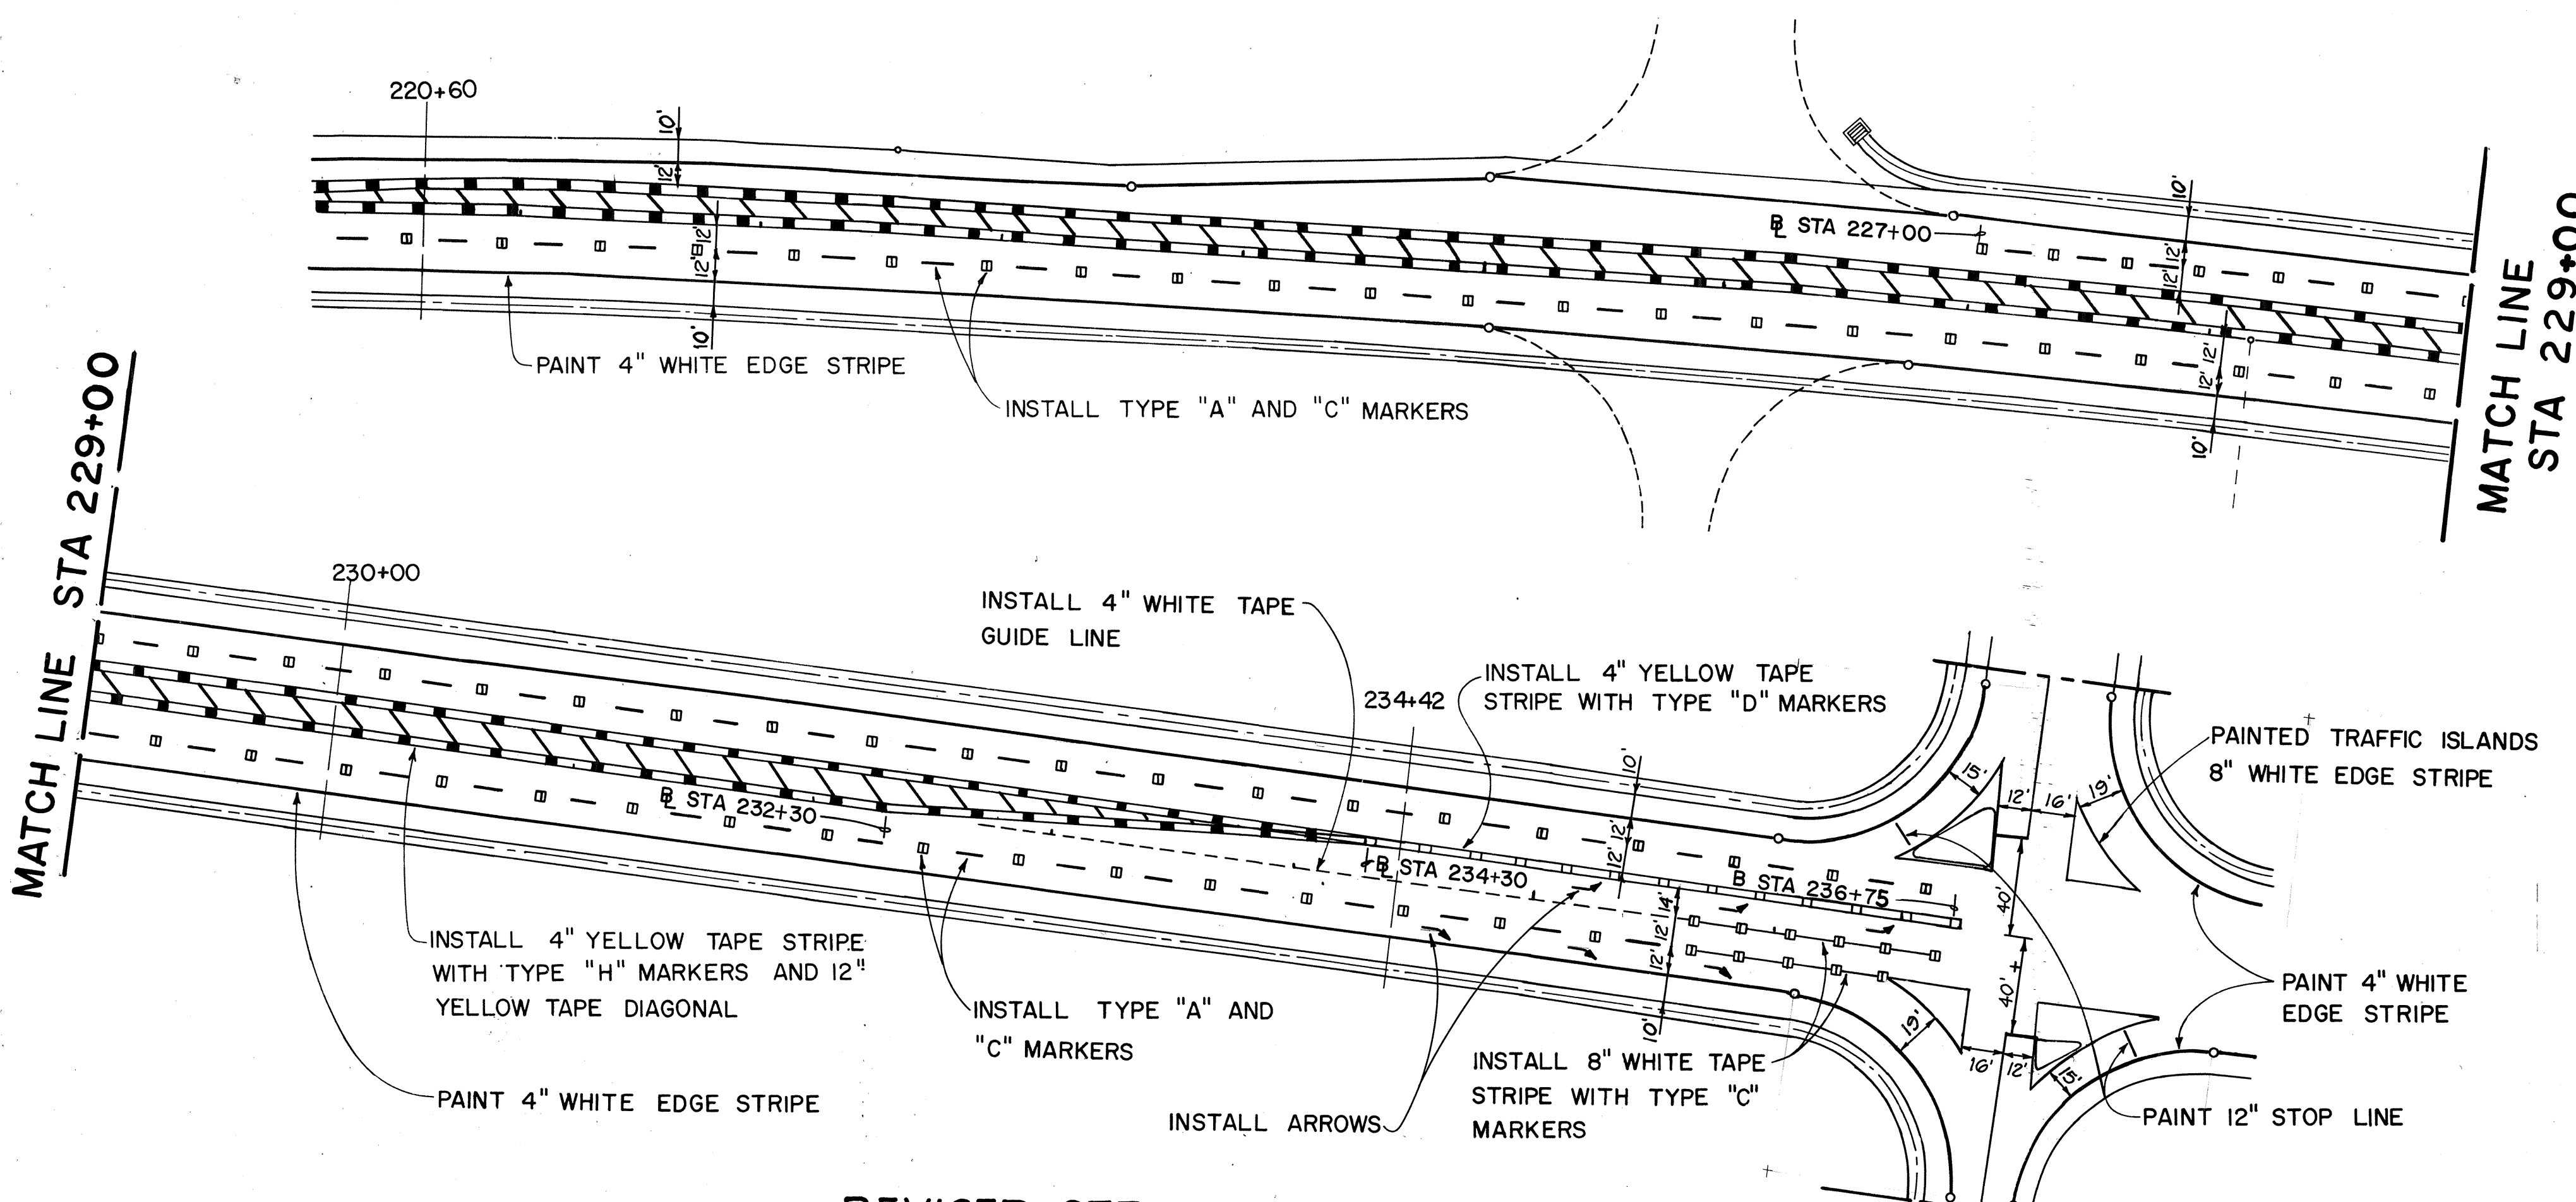 220+60
10'
12'
12'
12'
10'
PAINT 4" WHITE EDGE STRIPE
INSTALL TYPE "A" AND "C" MARKERS
BL STA 227+00
10'
12'
12'
12'
12'
10'
MATCH LINE
STA 229+00
MATCH LINE STA 229+00
230+00
INSTALL 4" WHITE TAPE
GUIDE LINE
INSTALL 4" YELLOW TAPE
STRIPE WITH TYPE "D" MARKERS
234+42
BL STA 232+30
BL STA 234+30
B STA 236+75
10'
12'
12'
14'
12'
12'
10'
15'
12'
16'
19'
40'
40'
19'
16'
12'
15'
PAINTED TRAFFIC ISLANDS
8" WHITE EDGE STRIPE
INSTALL 4" YELLOW TAPE STRIPE
WITH TYPE "H" MARKERS AND 12"
YELLOW TAPE DIAGONAL
PAINT 4" WHITE EDGE STRIPE
INSTALL TYPE "A" AND
"C" MARKERS
INSTALL ARROWS
INSTALL 8" WHITE TAPE
STRIPE WITH TYPE "C"
MARKERS
PAINT 4" WHITE
EDGE STRIPE
PAINT 12" STOP LINE